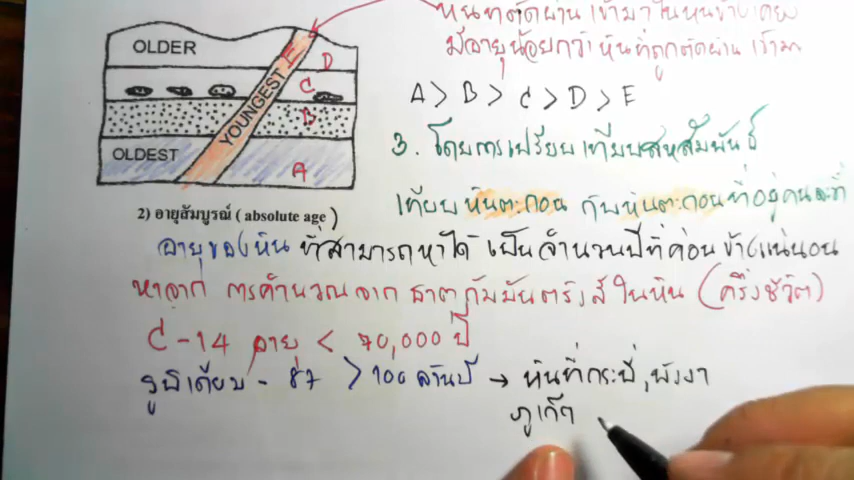 หินที่ตัดผ่านเข้ามาในหินข้างเคียง
มีอายุน้อยกว่าหินที่ถูกตัดผ่านเข้ามา
A > B > C > D > E
OLDER
D
E
C
B
YOUNGEST
OLDEST
A
3. โดยการเปรียบเทียบสหสัมพันธ์
เทียบหินตะกอน กับหินตะกอนที่อยู่คนละที่
2) อายุสัมบูรณ์ ( absolute age )
อายุของหิน ที่สามารถหาได้ เป็นจำนวนปีที่ค่อนข้างแน่นอน
หาจาก การคำนวณจาก ธาตุกัมมันตรังสีในหิน (ครึ่งชีวิต)
C - 14 อายุ < 70,000 ปี
รูบิเดียม - 87 > 100 ล้านปี → หินที่กระบี่, พังงา
ภูเก็ต